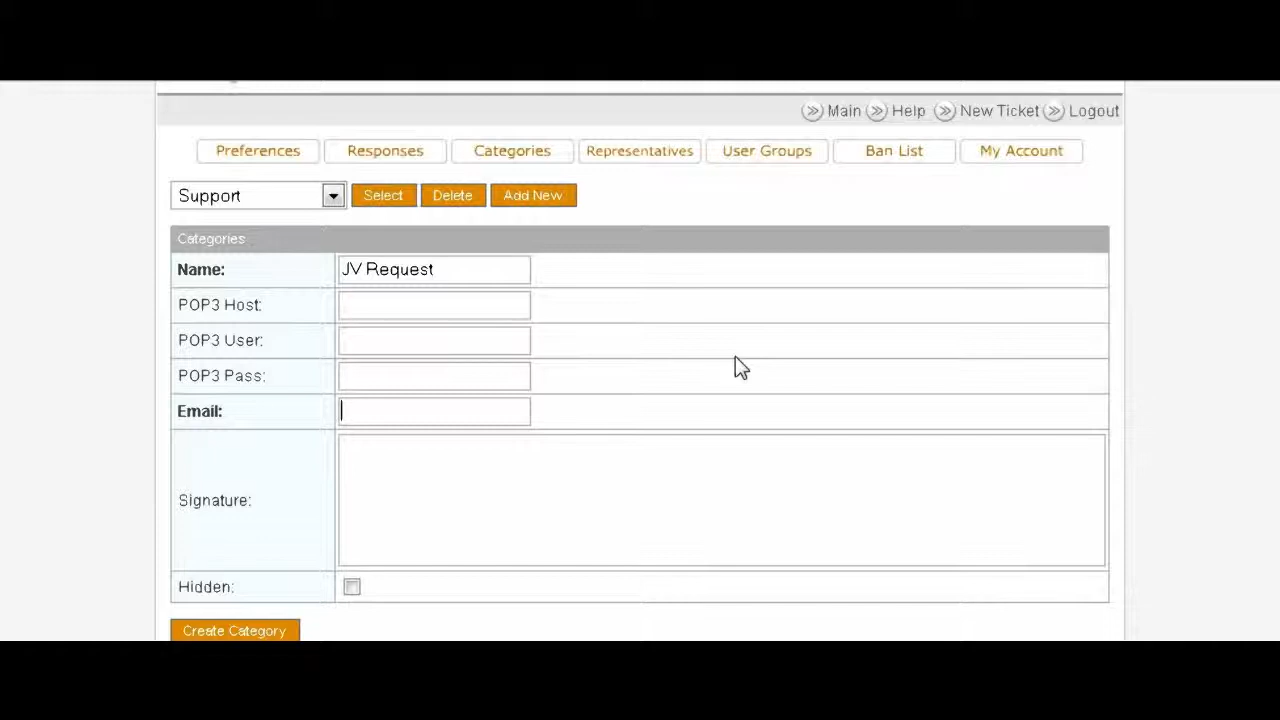 Main Help New Ticket Logout
Preferences Responses Categories Representatives User Groups Ban List My Account
Support Select Delete Add New
Categories
Name: JV Request
POP3 Host:
POP3 User:
POP3 Pass:
Email:
Signature:
Hidden:
Create Category